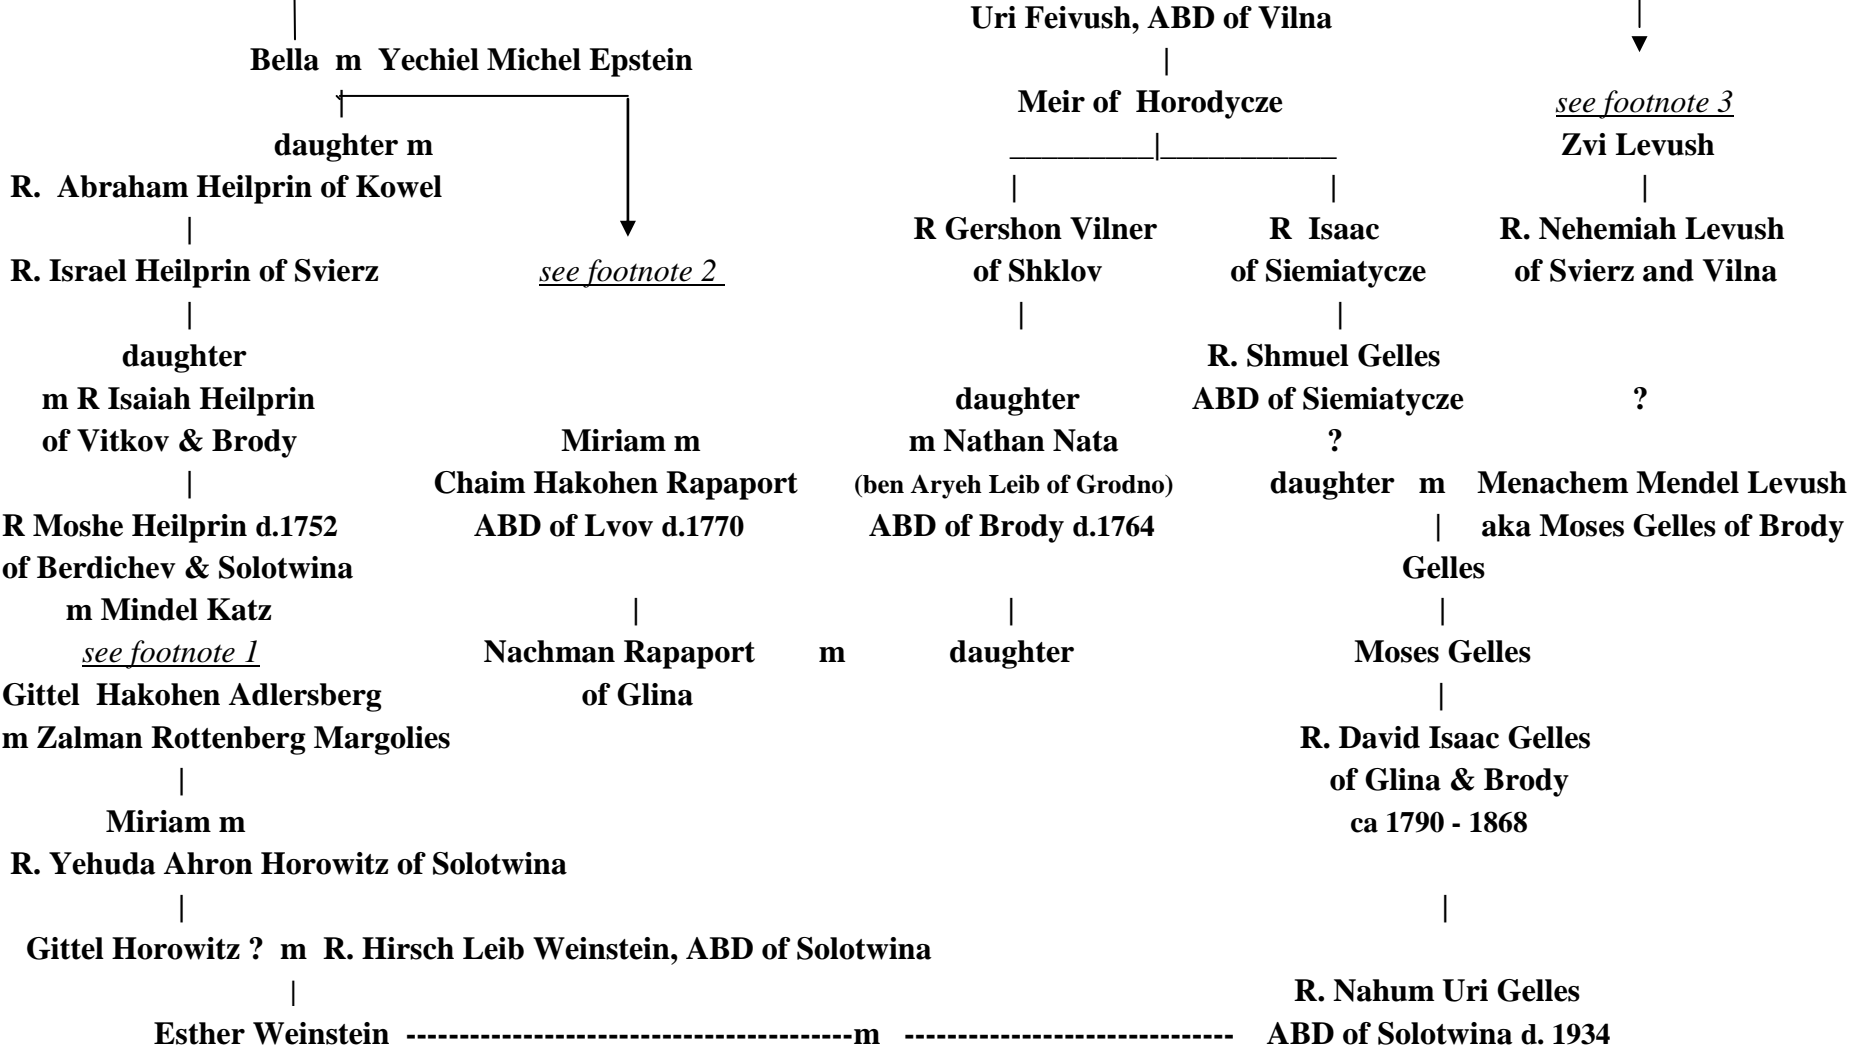 Uri Feivush, ABD of Vilna
Bella m Yechiel Michel Epstein
Meir of Horodycze
see footnote 3
daughter m
Zvi Levush
R. Abraham Heilprin of Kowel
R Gershon Vilner
R Isaac
R. Nehemiah Levush
R. Israel Heilprin of Svierz
see footnote 2
of Shklov
of Siemiatycze
of Svierz and Vilna
daughter
R. Shmuel Gelles
m R Isaiah Heilprin
daughter
ABD of Siemiatycze
?
of Vitkov & Brody
Miriam m
m Nathan Nata
?
Chaim Hakohen Rapaport
(ben Aryeh Leib of Grodno)
daughter m Menachem Mendel Levush
R Moshe Heilprin d.1752
ABD of Lvov d.1770
ABD of Brody d.1764
aka Moses Gelles of Brody
of Berdichev & Solotwina
Gelles
m Mindel Katz
see footnote 1
Nachman Rapaport m daughter
Moses Gelles
Gittel Hakohen Adlersberg
of Glina
m Zalman Rottenberg Margolies
R. David Isaac Gelles
of Glina & Brody
Miriam m
ca 1790 - 1868
R. Yehuda Ahron Horowitz of Solotwina
Gittel Horowitz ? m R. Hirsch Leib Weinstein, ABD of Solotwina
R. Nahum Uri Gelles
Esther Weinstein ------------------------------------------m ------------------------------- ABD of Solotwina d. 1934